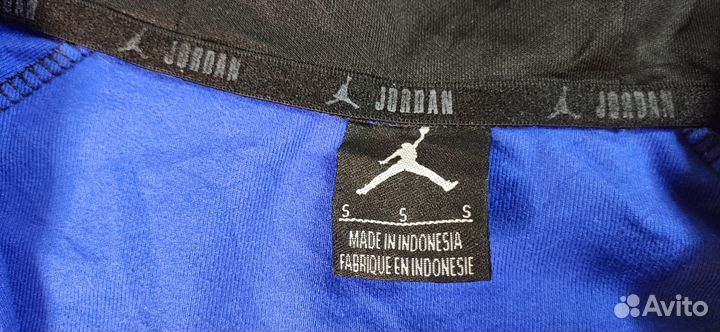 JORDAN
JORDAN
JORDAN
S S S
MADE IN INDONESIA
FABRIQUE EN INDONESIE
Avito